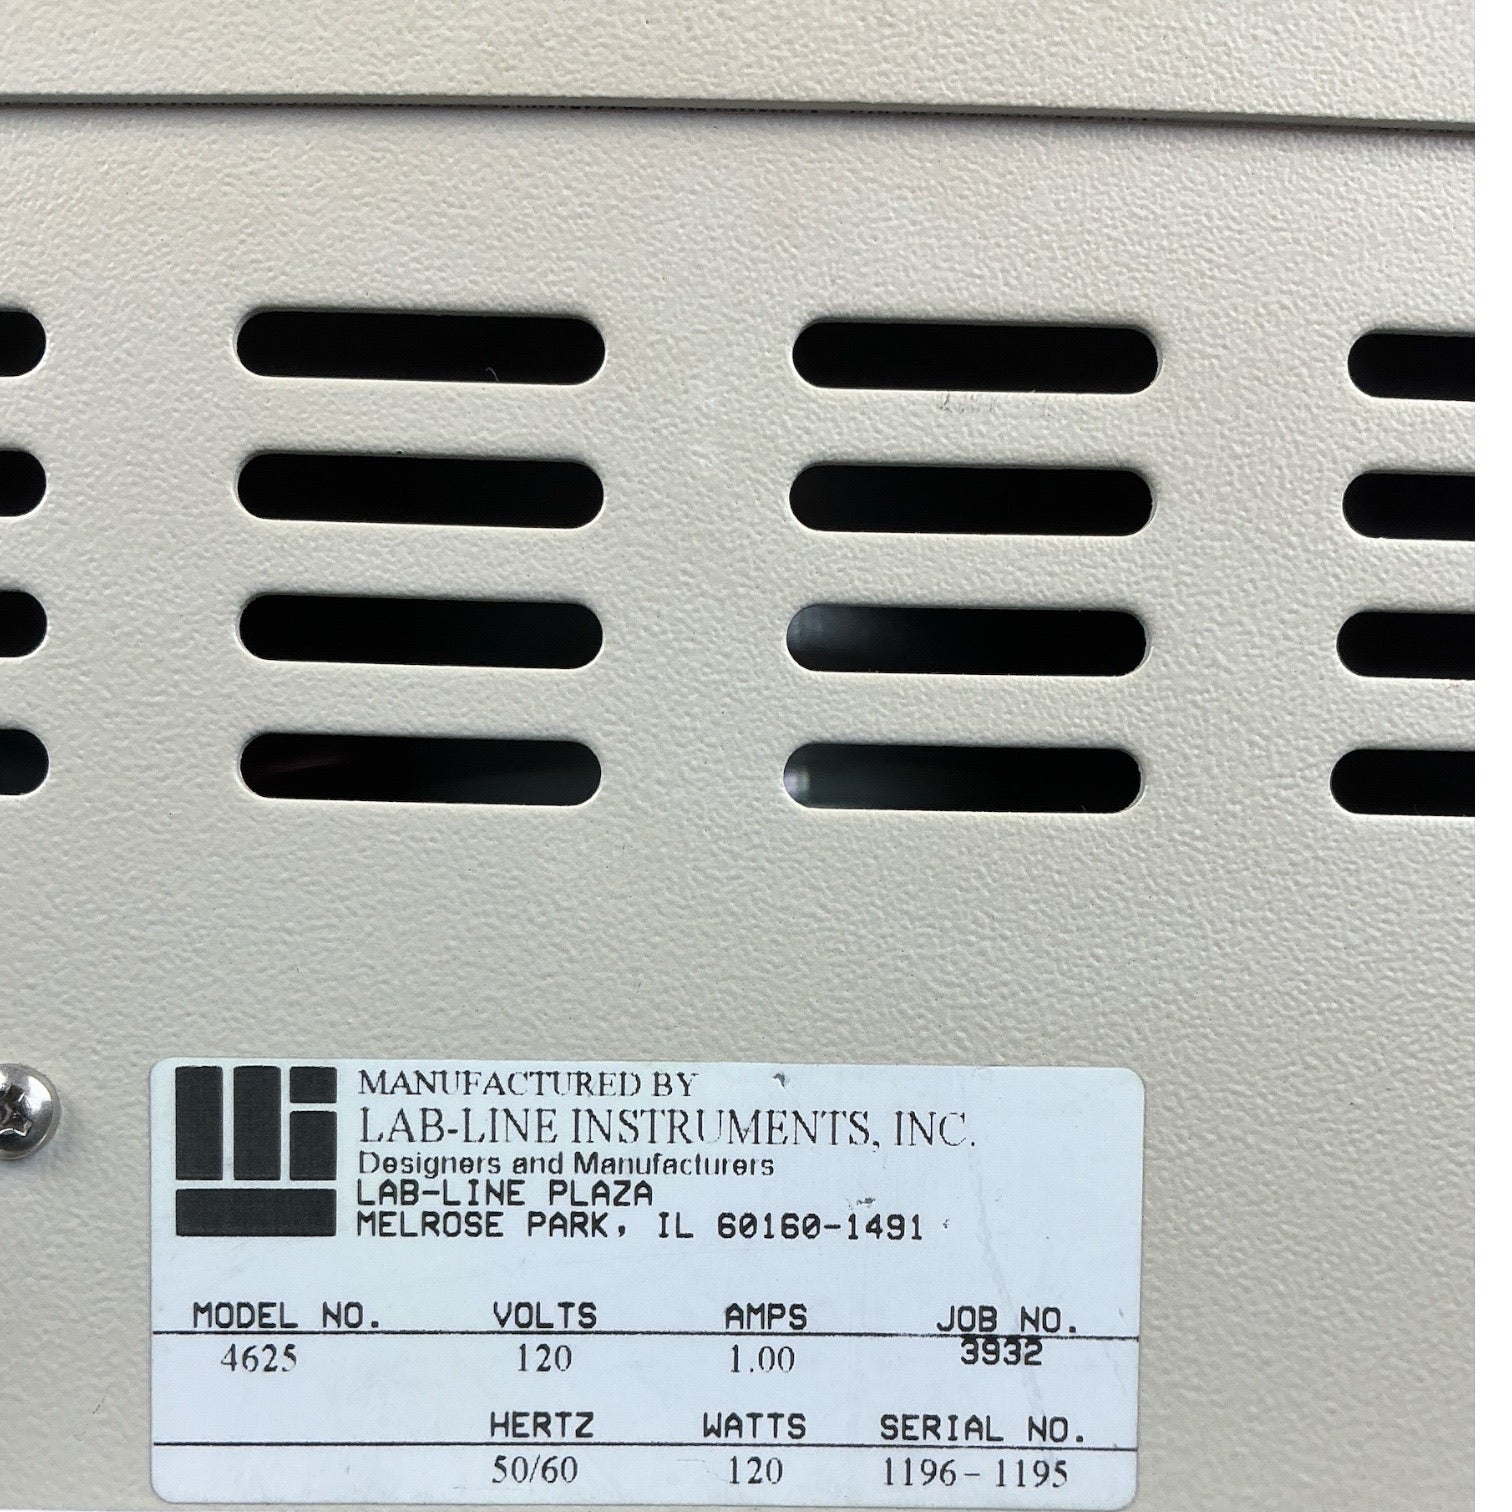 MANUFACTURED BY
LAB-LINE INSTRUMENTS, INC.
Designers and Manufacturers
LAB-LINE PLAZA
MELROSE PARK, IL 60160-1491
MODEL NO. VOLTS AMPS JOB NO.
4625 120 1.00 3932
HERTZ WATTS SERIAL NO.
50/60 120 1196-1195